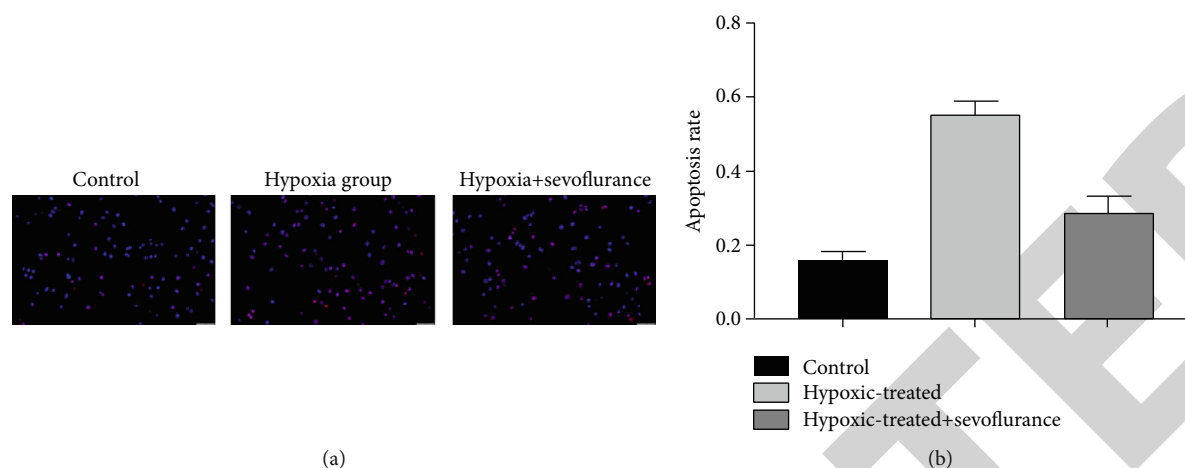 Control
Hypoxia group
Hypoxia+sevoflurance
(a)
Apoptosis rate
0.8
0.6
0.4
0.2
0.0
Control
Hypoxic-treated
Hypoxic-treated+sevoflurance
(b)
TE